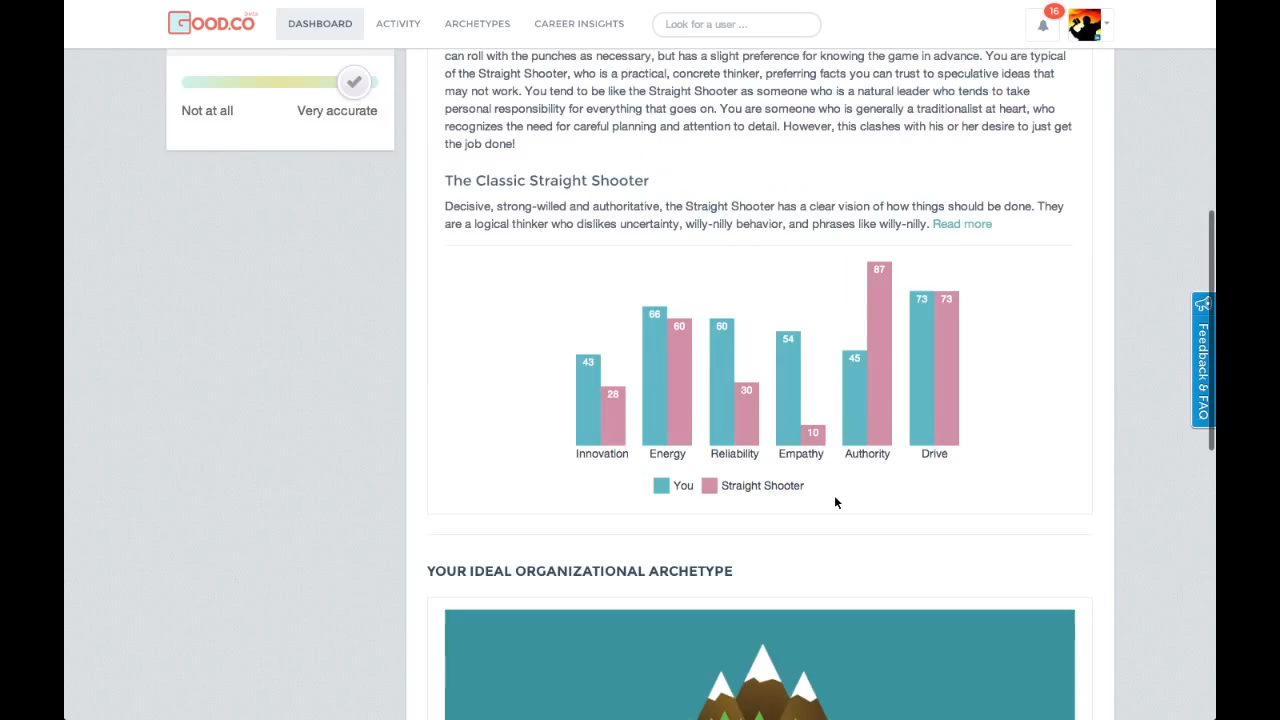 GOOD.CO beta
DASHBOARD
ACTIVITY
ARCHETYPES
CAREER INSIGHTS
Look for a user ...
16
Not at all
Very accurate
can roll with the punches as necessary, but has a slight preference for knowing the game in advance. You are typical
of the Straight Shooter, who is a practical, concrete thinker, preferring facts you can trust to speculative ideas that
may not work. You tend to be like the Straight Shooter as someone who is a natural leader who tends to take
personal responsibility for everything that goes on. You are someone who is generally a traditionalist at heart, who
recognizes the need for careful planning and attention to detail. However, this clashes with his or her desire to just get
the job done!
The Classic Straight Shooter
Decisive, strong-willed and authoritative, the Straight Shooter has a clear vision of how things should be done. They
are a logical thinker who dislikes uncertainty, willy-nilly behavior, and phrases like willy-nilly. Read more
43 28 66 60 60 30 54 10 45 87 73 73
Innovation Energy Reliability Empathy Authority Drive
You Straight Shooter
Feedback & FAQ
YOUR IDEAL ORGANIZATIONAL ARCHETYPE